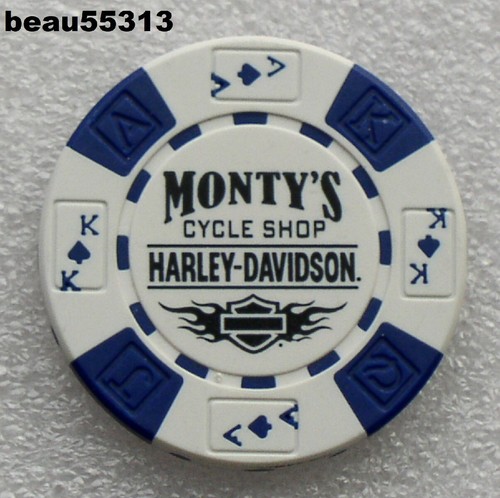 beau55313
A
A
A
K
MONTY'S
CYCLE SHOP
HARLEY-DAVIDSON.
K
K
K
K
J
Q
A
A